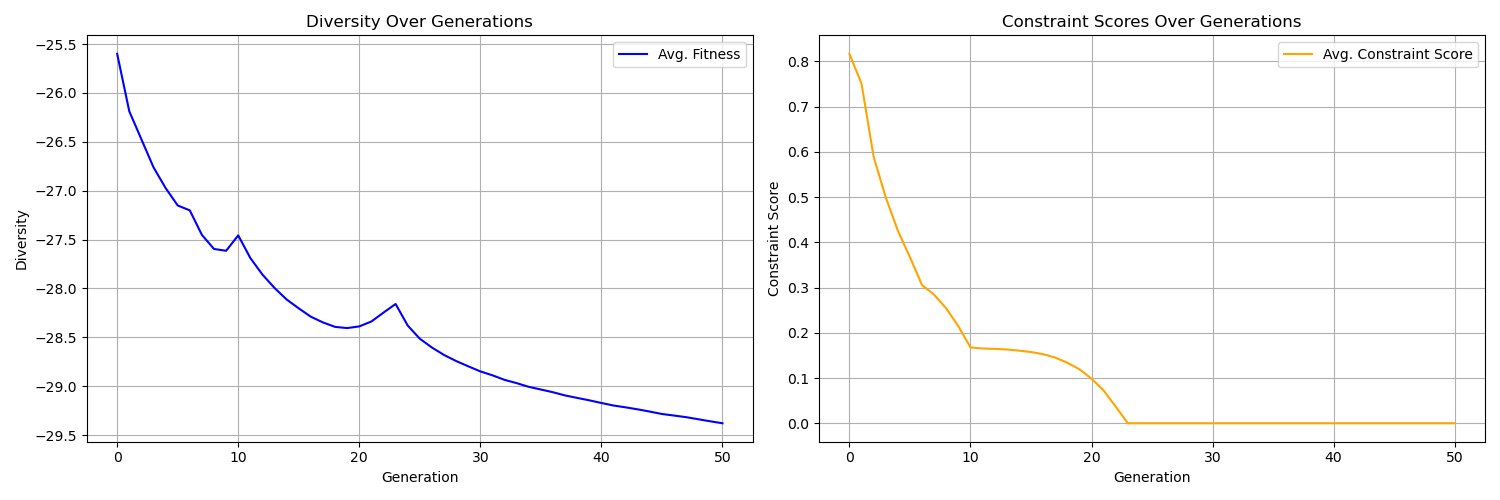 Diversity Over Generations
Avg. Fitness
Diversity
−25.5
−26.0
−26.5
−27.0
−27.5
−28.0
−28.5
−29.0
−29.5
0 10 20 30 40 50
Generation
Constraint Scores Over Generations
Avg. Constraint Score
Constraint Score
0.8
0.7
0.6
0.5
0.4
0.3
0.2
0.1
0.0
0 10 20 30 40 50
Generation